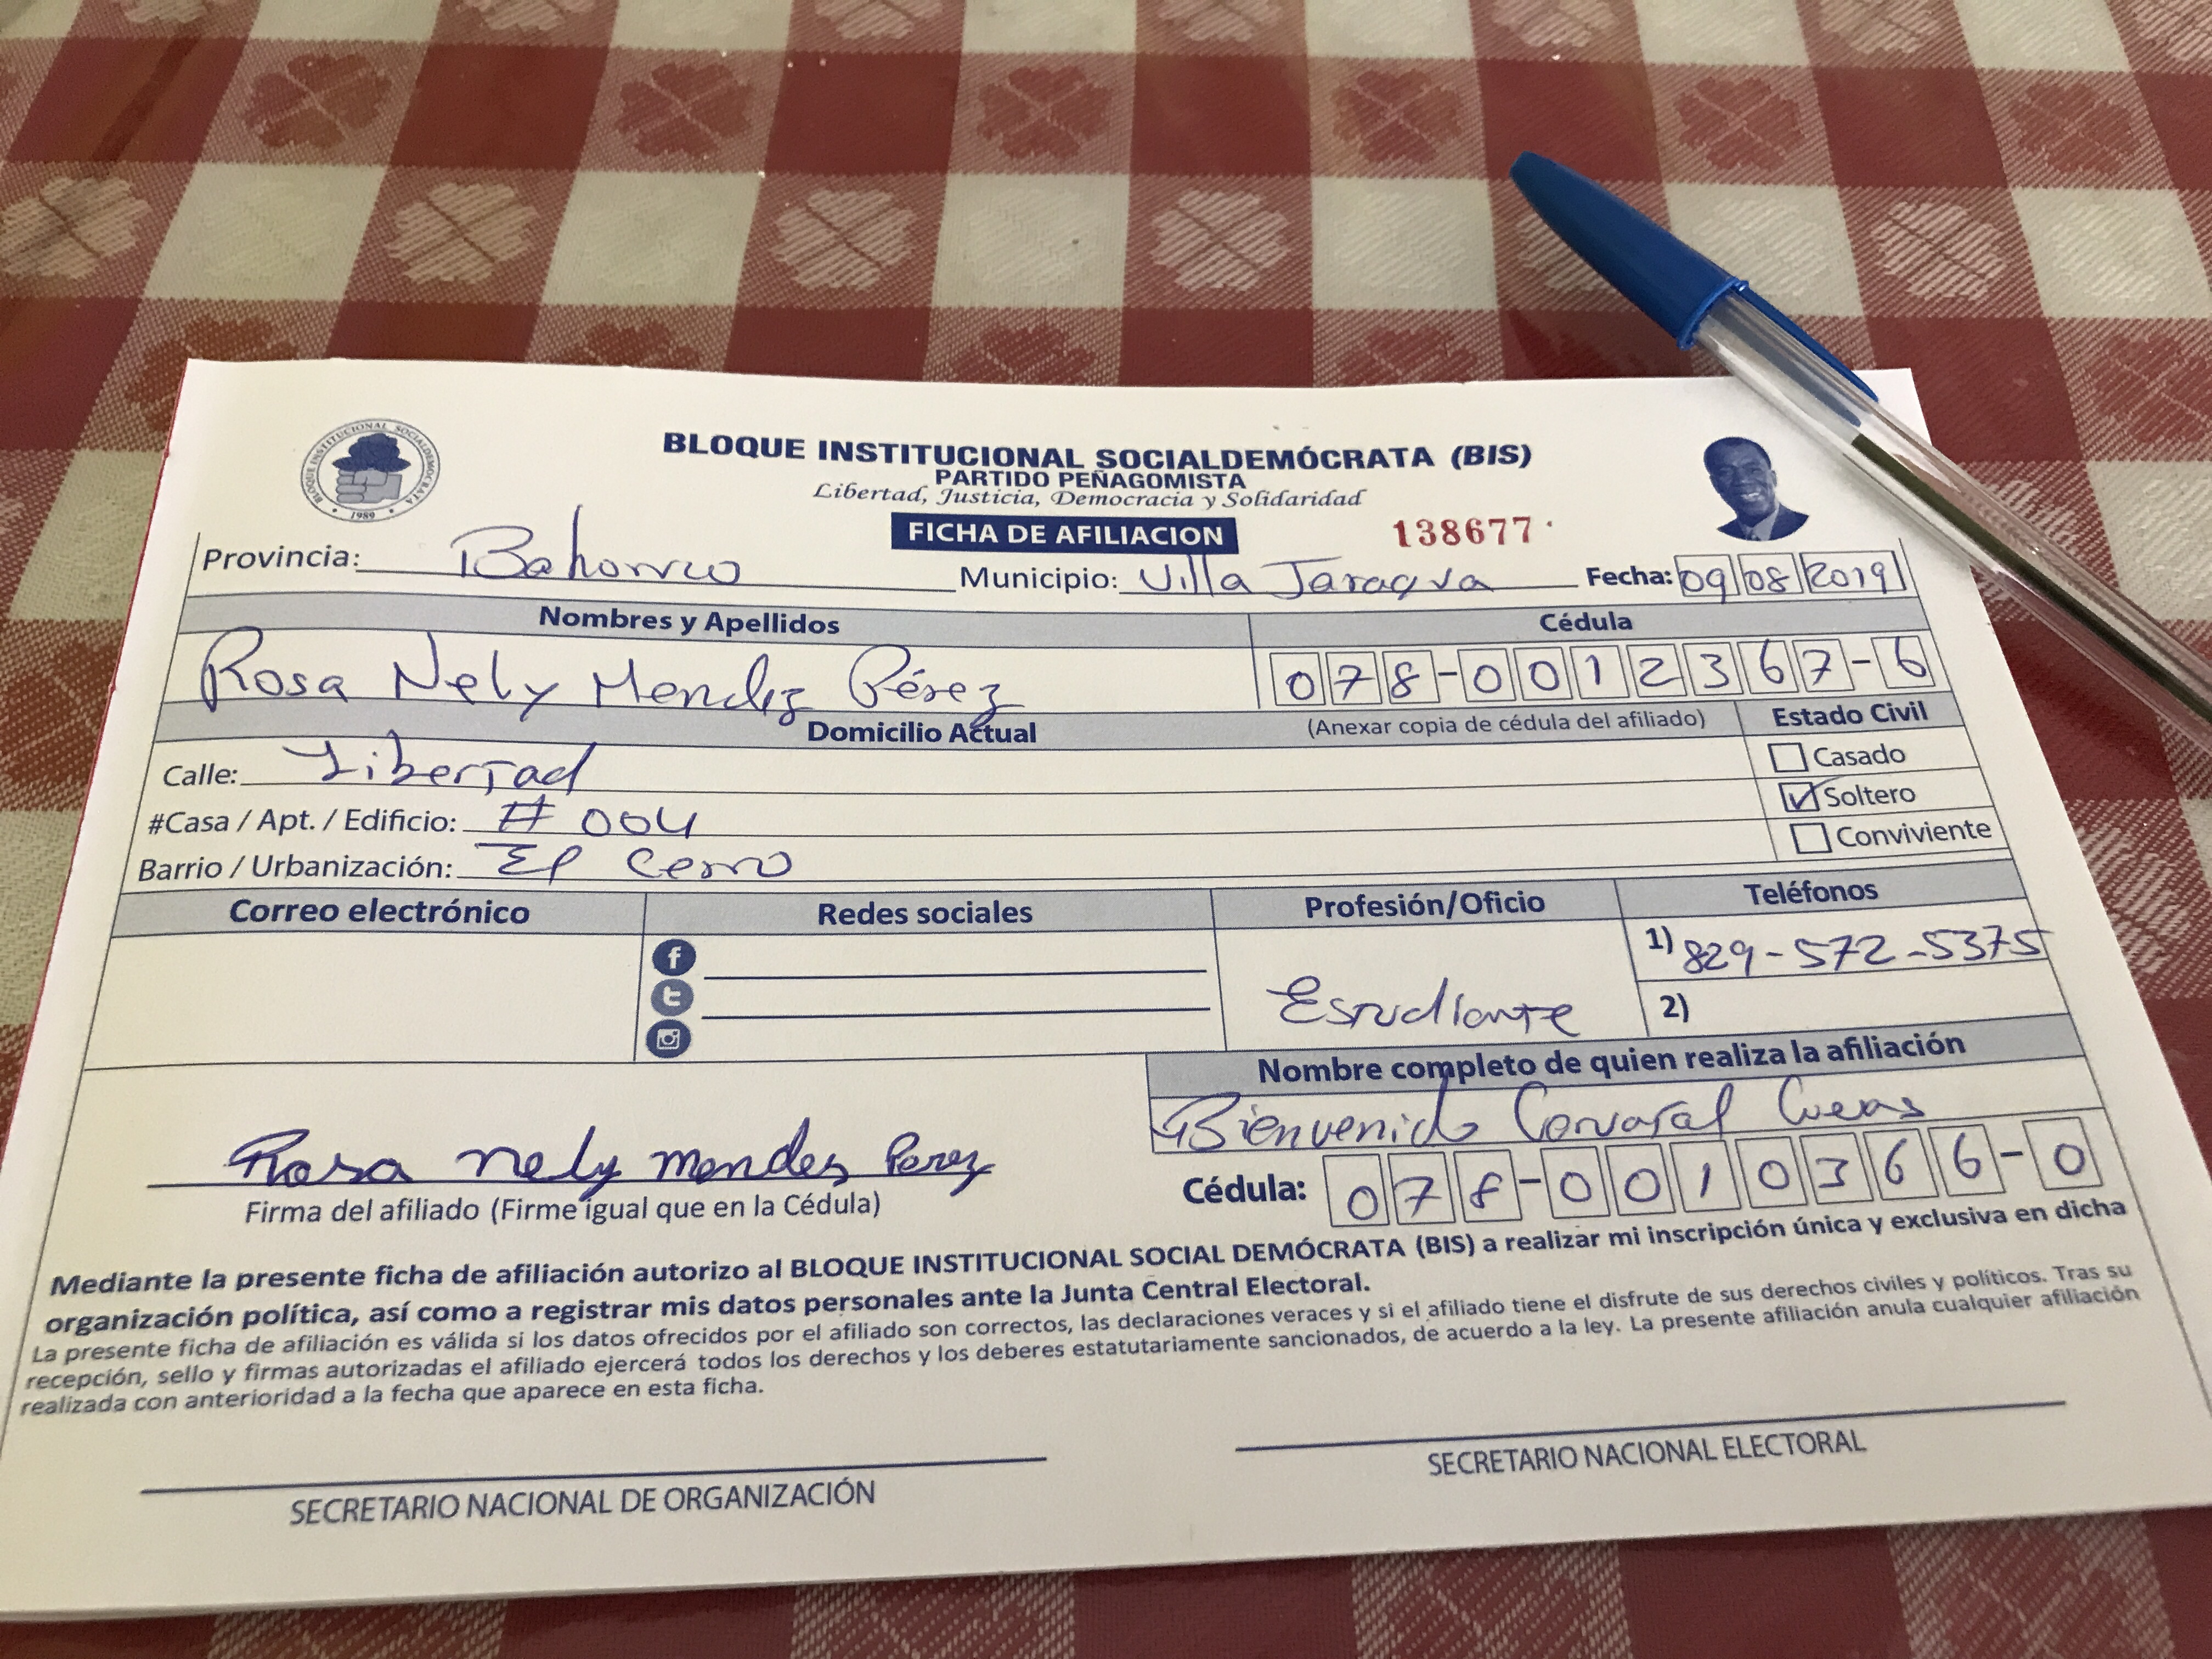 BLOQUE INSTITUCIONAL SOCIALDEMÓCRATA
1989
BLOQUE INSTITUCIONAL SOCIALDEMÓCRATA (BIS)
PARTIDO PEÑAGOMISTA
Libertad, Justicia, Democracia y Solidaridad
FICHA DE AFILIACION 138677
Provincia: Bahoruco Municipio: Villa Jaragua Fecha: 09 08 2019
Nombres y Apellidos Cédula
Rosa Nely Mendez Pérez 078-0012367-6
Domicilio Actual (Anexar copia de cédula del afiliado) Estado Civil
Calle: Libertad Casado
#Casa / Apt. / Edificio: # 004 Soltero
Barrio / Urbanización: El Cerro Conviviente
Correo electrónico Redes sociales Profesión/Oficio Teléfonos
1) 829-572-5375
Estudiante 2)
Nombre completo de quien realiza la afiliación
Bienvenido Carvajal Cuevas
Rosa nely mendes Perez
Cédula: 078-0010366-0
Firma del afiliado (Firme igual que en la Cédula)
Mediante la presente ficha de afiliación autorizo al BLOQUE INSTITUCIONAL SOCIAL DEMÓCRATA (BIS) a realizar mi inscripción única y exclusiva en dicha
organización política, así como a registrar mis datos personales ante la Junta Central Electoral.
La presente ficha de afiliación es válida si los datos ofrecidos por el afiliado son correctos, las declaraciones veraces y si el afiliado tiene el disfrute de sus derechos civiles y políticos. Tras su
recepción, sello y firmas autorizadas el afiliado ejercerá todos los derechos y los deberes estatutariamente sancionados, de acuerdo a la ley. La presente afiliación anula cualquier afiliación
realizada con anterioridad a la fecha que aparece en esta ficha.
SECRETARIO NACIONAL DE ORGANIZACIÓN SECRETARIO NACIONAL ELECTORAL